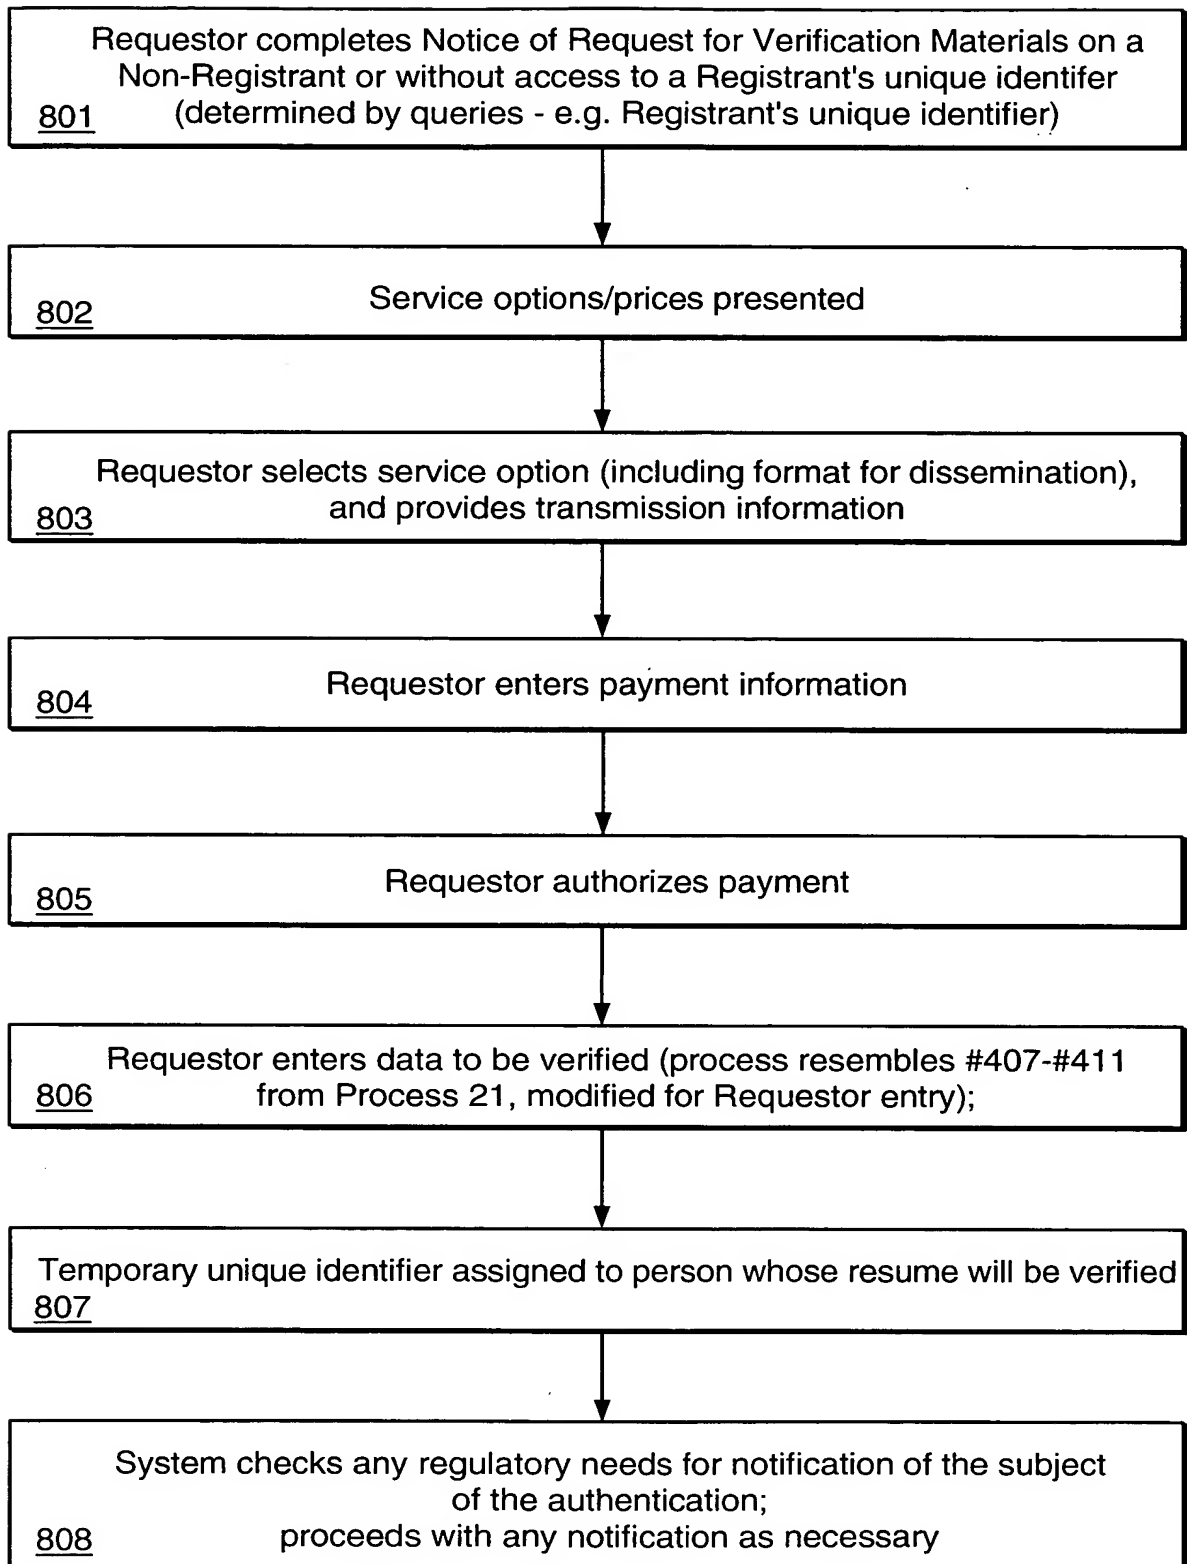 Requestor completes Notice of Request for Verification Materials on a
Non-Registrant or without access to a Registrant's unique identifer
801 (determined by queries - e.g. Registrant's unique identifier)
Service options/prices presented
802
Requestor selects service option (including format for dissemination),
and provides transmission information
803
Requestor enters payment information
804
Requestor authorizes payment
805
Requestor enters data to be verified (process resembles #407-#411
806 from Process 21, modified for Requestor entry);
Temporary unique identifier assigned to person whose resume will be verified
807
System checks any regulatory needs for notification of the subject
of the authentication;
808 proceeds with any notification as necessary